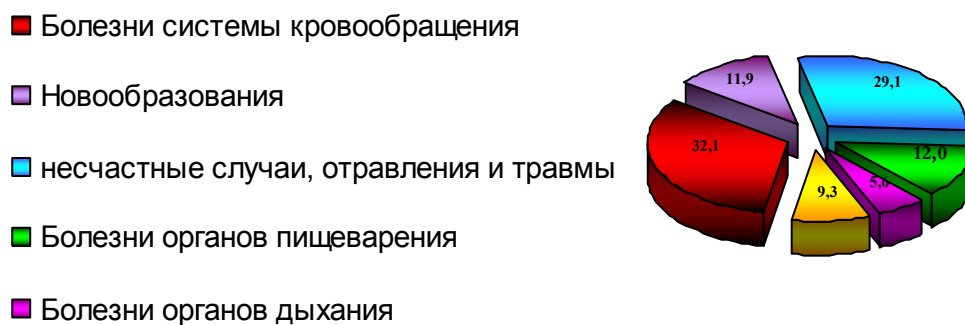 Болезни системы кровообращения
Новообразования
несчастные случаи, отравления и травмы
Болезни органов пищеварения
Болезни органов дыхания
11,9
29,1
32,1
12,0
5,6
9,3